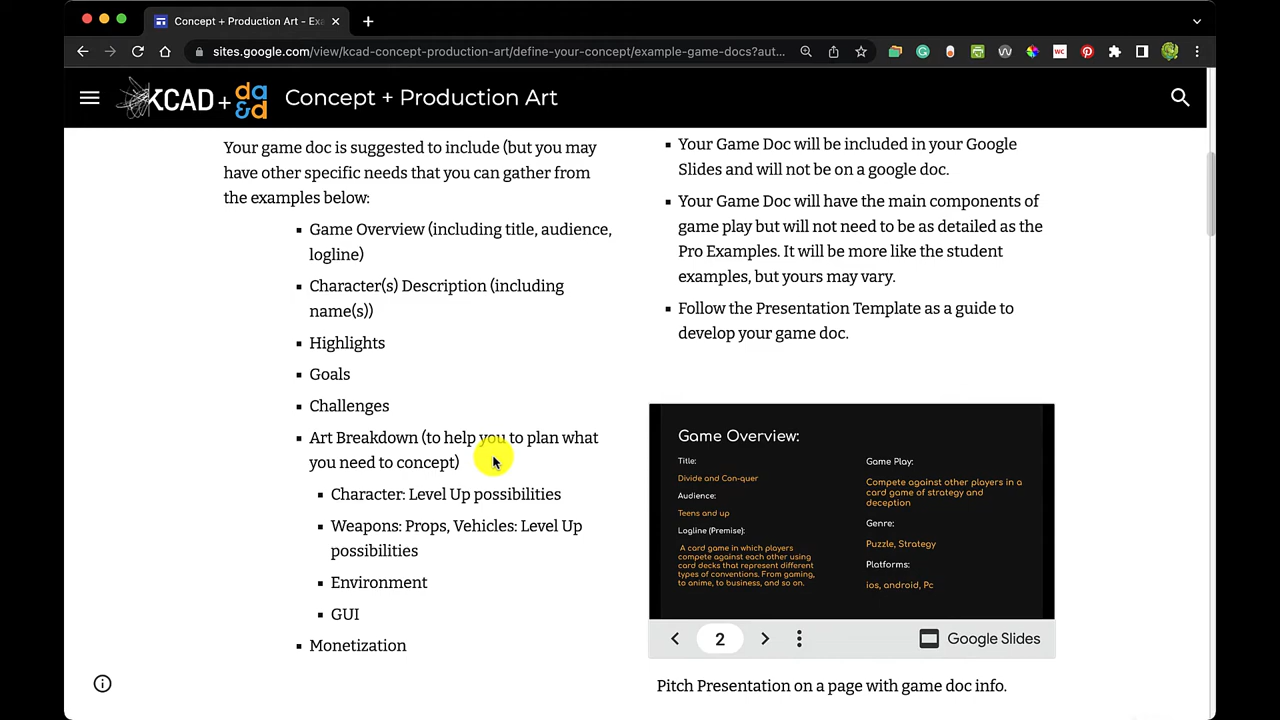 Concept + Production Art - Exa
sites.google.com/view/kcad-concept-production-art/define-your-concept/example-game-docs?aut...
KCAD + da&d
Concept + Production Art
Your game doc is suggested to include (but you may
have other specific needs that you can gather from
the examples below:
Game Overview (including title, audience,
logline)
Character(s) Description (including
name(s))
Highlights
Goals
Challenges
Art Breakdown (to help you to plan what
you need to concept)
Character: Level Up possibilities
Weapons: Props, Vehicles: Level Up
possibilities
Environment
GUI
Monetization
Your Game Doc will be included in your Google
Slides and will not be on a google doc.
Your Game Doc will have the main components of
game play but will not need to be as detailed as the
Pro Examples. It will be more like the student
examples, but yours may vary.
Follow the Presentation Template as a guide to
develop your game doc.
Game Overview:
Title:
Divide and Con-quer
Audience:
Teens and up
Logline (Premise):
A card game in which players
compete against each other using
card decks that represent different
types of conventions. From gaming,
to anime, to business, and so on.
Game Play:
Compete against other players in a
card game of strategy and
deception
Genre:
Puzzle, Strategy
Platforms:
ios, android, Pc
2
Google Slides
Pitch Presentation on a page with game doc info.